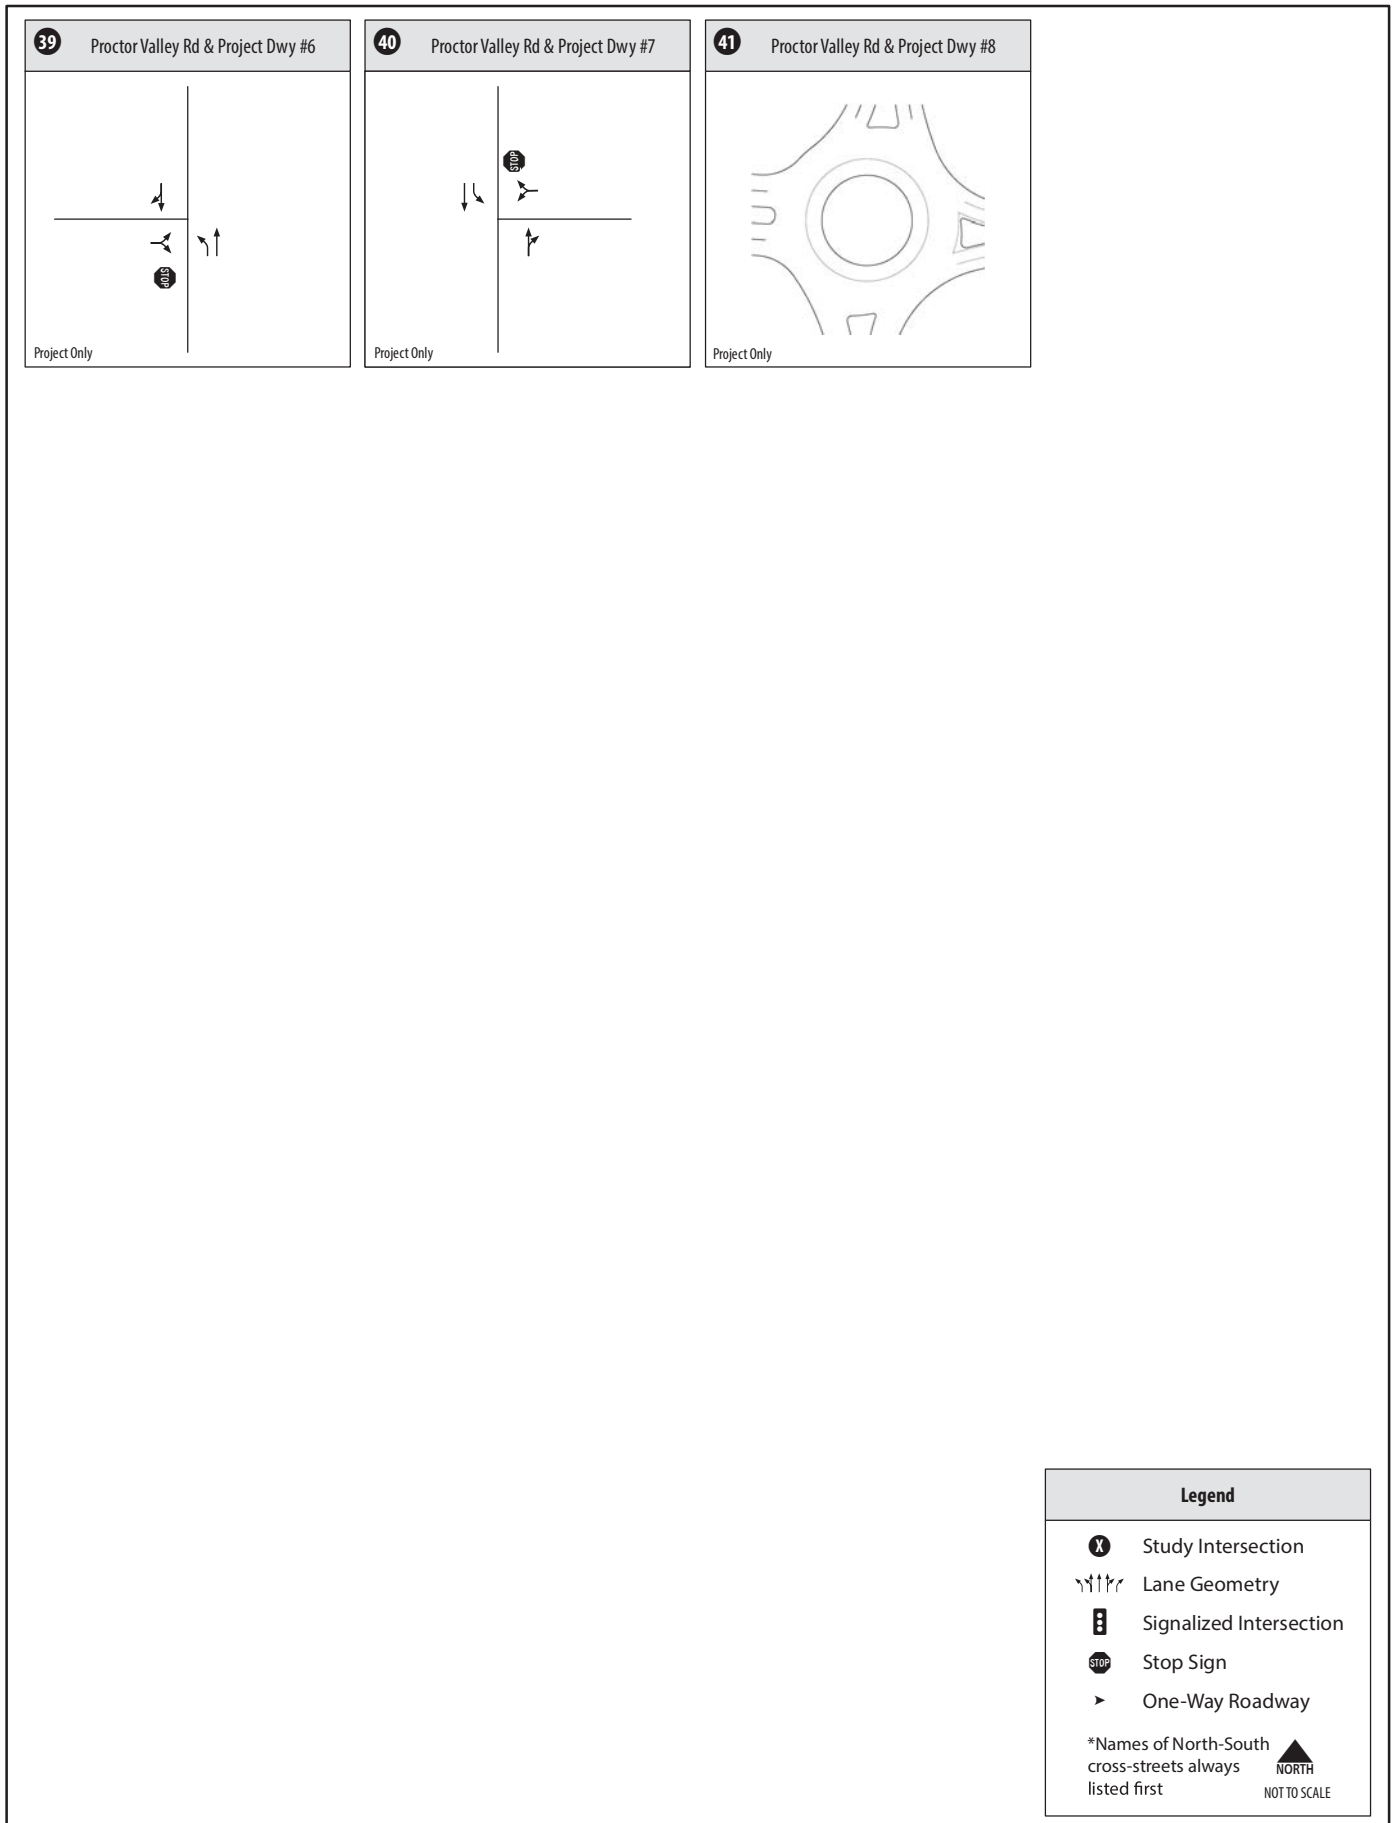 39 Proctor Valley Rd & Project Dwy #6
STOP
Project Only
40 Proctor Valley Rd & Project Dwy #7
STOP
Project Only
41 Proctor Valley Rd & Project Dwy #8
Project Only
Legend
X Study Intersection
Lane Geometry
Signalized Intersection
STOP Stop Sign
One-Way Roadway
*Names of North-South
cross-streets always
listed first
NORTH
NOT TO SCALE